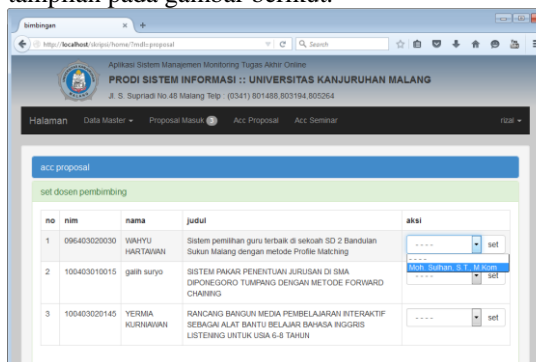 tampilan pada gambar berikut.
bimbingan
http://localhost/skripsi/home/?mdl=proposal
Search
Aplikasi Sistem Manajemen Monitoring Tugas Akhir Online
PRODI SISTEM INFORMASI :: UNIVERSITAS KANJURUHAN MALANG
Jl. S. Supriadi No.48 Malang Telp : (0341) 801488,803194,805264
Halaman Data Master Proposal Masuk 3 Acc Proposal Acc Seminar rizal
acc proposal
set dosen pembimbing
no nim nama judul aksi
1 096403020030 WAHYU HARTAWAN Sistem pemilihan guru terbaik di sekoah SD 2 Bandulan Sukun Malang dengan metode Profile Matching - - - - set
- - - -
Moh. Sulhan, S.T., M.Kom
2 100403010015 galih suryo SISTEM PAKAR PENENTUAN JURUSAN DI SMA DIPONEGORO TUMPANG DENGAN METODE FORWARD CHAINING - - - - set
3 100403020145 YERMIA KURNIAWAN RANCANG BANGUN MEDIA PEMBELAJARAN INTERAKTIF SEBAGAI ALAT BANTU BELAJAR BAHASA INGGRIS LISTENING UNTUK USIA 6-8 TAHUN - - - - set